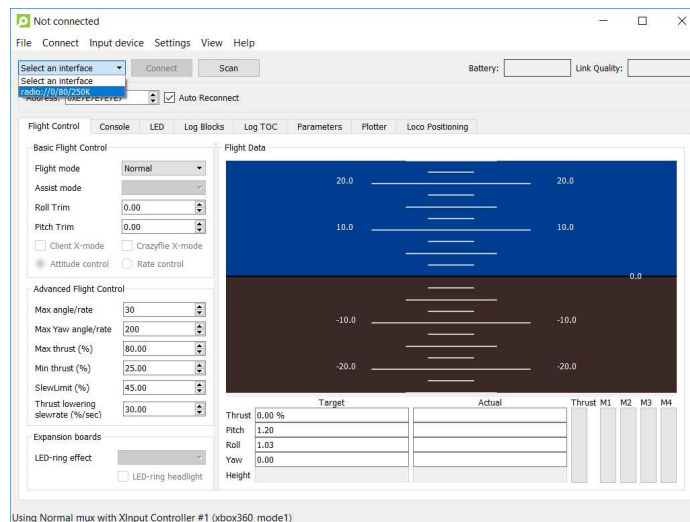 Not connected
File Connect Input device Settings View Help
Select an interface Connect Scan Battery: Link Quality:
Select an interface
radio://0/80/250K
Address: 0xE7E7E7E7E7 Auto Reconnect
Flight Control Console LED Log Blocks Log TOC Parameters Plotter Loco Positioning
Basic Flight Control
Flight mode Normal
Assist mode
Roll Trim 0.00
Pitch Trim 0.00
Client X-mode Crazyflie X-mode
Attitude control Rate control
Advanced Flight Control
Max angle/rate 30
Max Yaw angle/rate 200
Max thrust (%) 80.00
Min thrust (%) 25.00
SlewLimit (%) 45.00
Thrust lowering
slewrate (%/sec) 30.00
Expansion boards
LED-ring effect
LED-ring headlight
Flight Data
20.0 20.0
10.0 10.0
0.0
-10.0 -10.0
-20.0 -20.0
Target Actual Thrust M1 M2 M3 M4
Thrust 0.00 %
Pitch 1.20
Roll 1.03
Yaw 0.00
Height
Using Normal mux with XInput Controller #1 (xbox360_mode1)